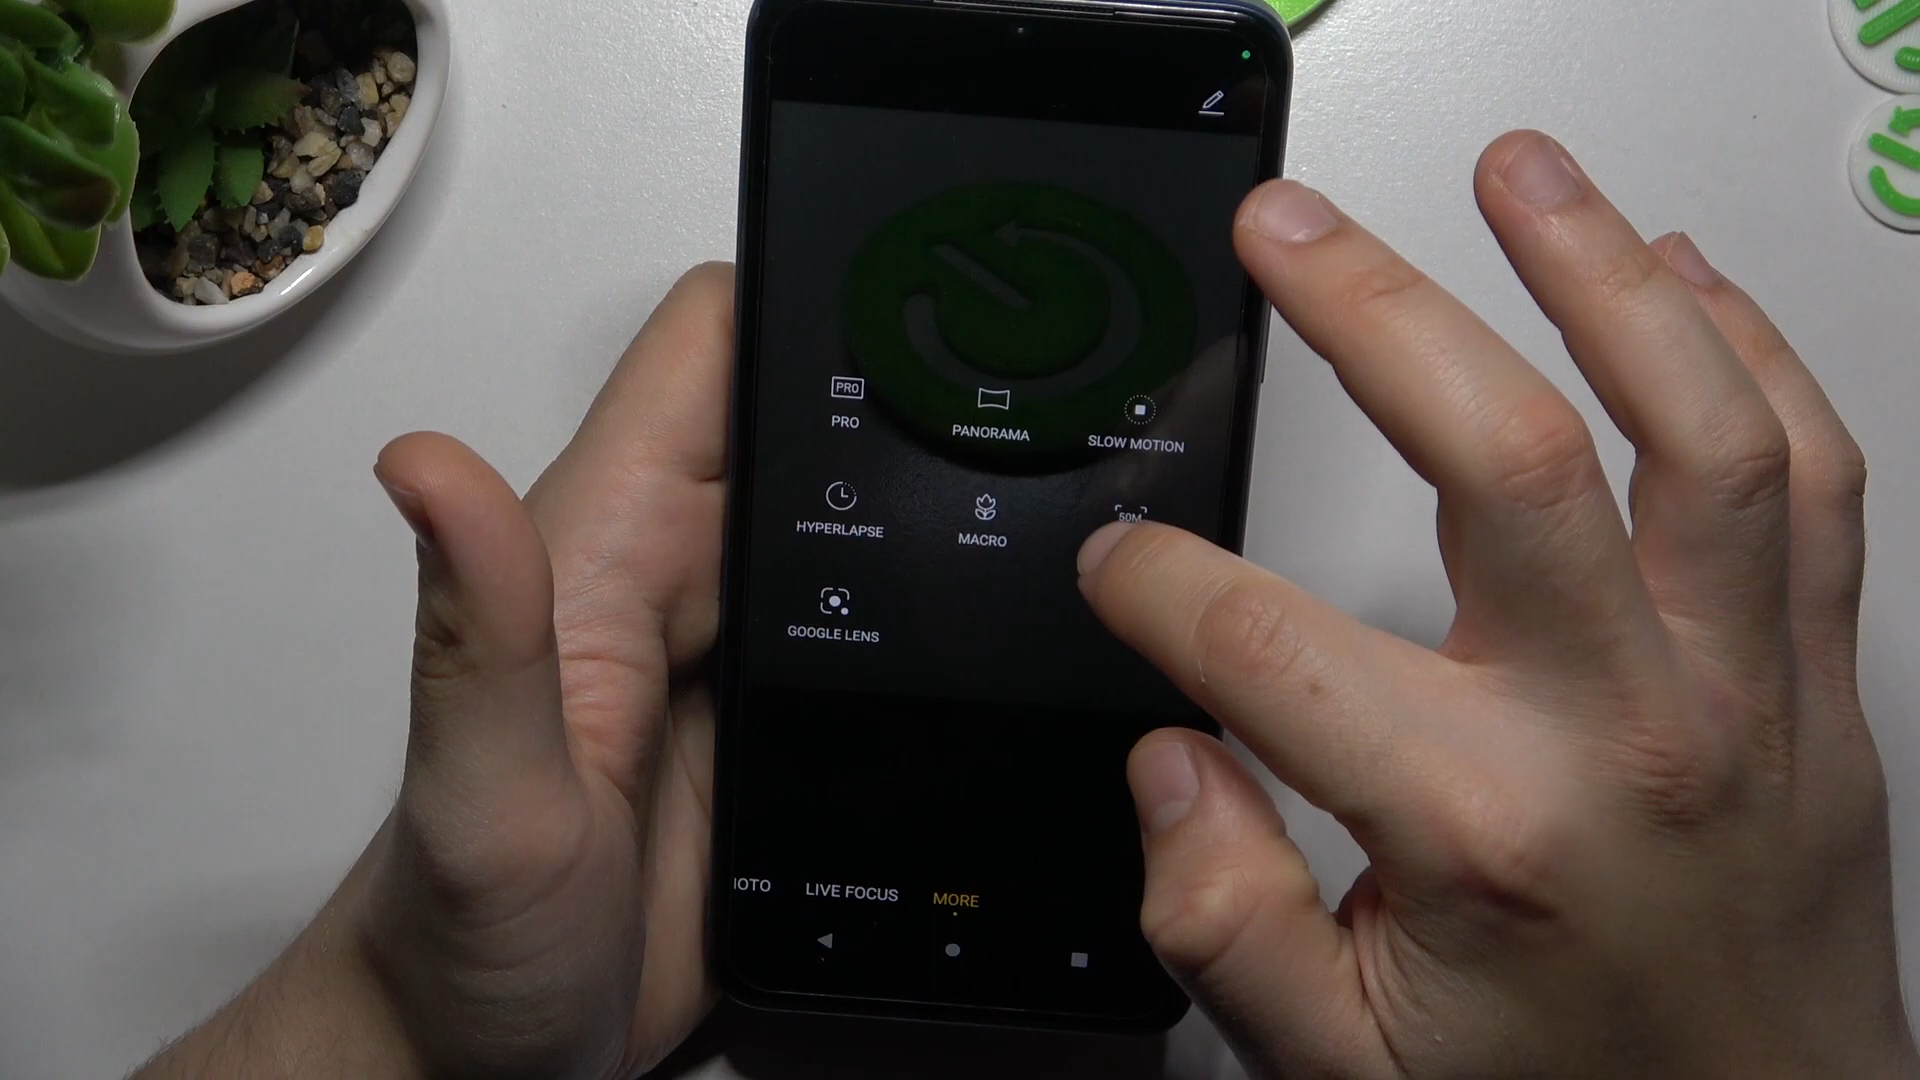 PRO
PRO
PANORAMA
SLOW MOTION
HYPERLAPSE
MACRO
50M
GOOGLE LENS
HOTO
LIVE FOCUS
MORE